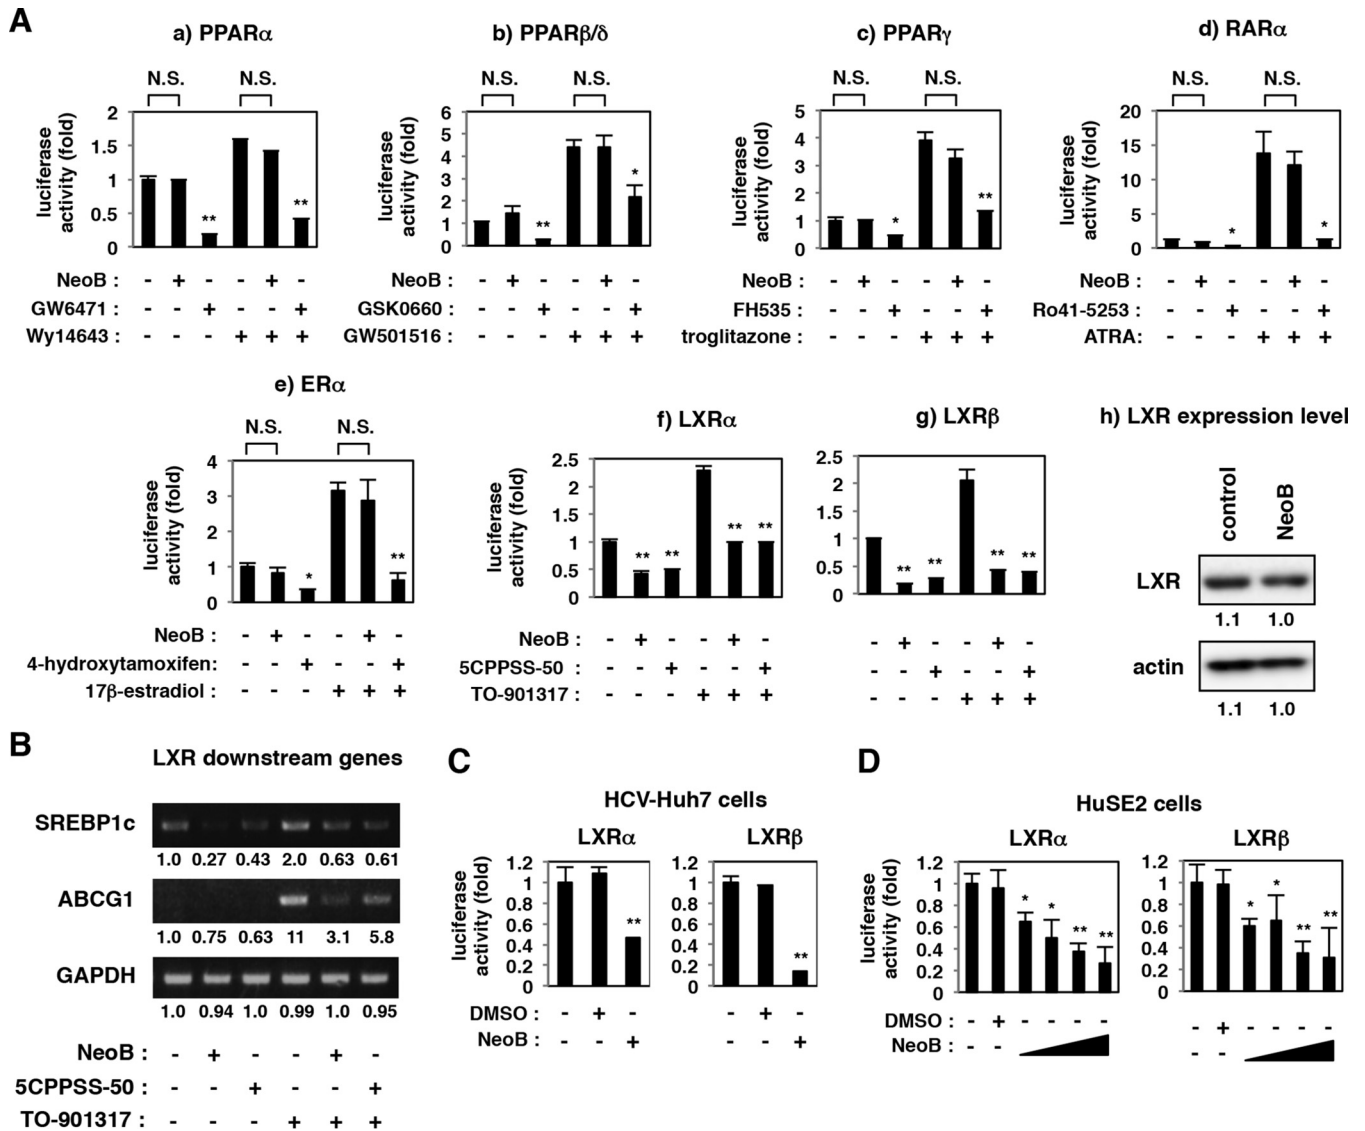 A
a) PPARα
N.S. N.S.
luciferase activity (fold)
2
1.5
1
0.5
0
** **
NeoB : - + - - + -
GW6471 : - - + - - +
Wy14643 : - - - + + +
b) PPARβ/δ
N.S. N.S.
luciferase activity (fold)
6
5
4
3
2
1
0
** *
NeoB : - + - - + -
GSK0660 : - - + - - +
GW501516 : - - - + + +
c) PPARγ
N.S. N.S.
luciferase activity (fold)
5
4
3
2
1
0
* **
NeoB : - + - - + -
FH535 : - - + - - +
troglitazone : - - - + + +
d) RARα
N.S. N.S.
luciferase activity (fold)
20
15
10
5
0
* *
NeoB : - + - - + -
Ro41-5253 : - - + - - +
ATRA: - - - + + +
e) ERα
N.S. N.S.
luciferase activity (fold)
4
3
2
1
0
* **
NeoB : - + - - + -
4-hydroxytamoxifen: - - + - - +
17β-estradiol : - - - + + +
f) LXRα
luciferase activity (fold)
2.5
2
1.5
1
0.5
0
** ** ** **
NeoB : - + - - + -
5CPPSS-50 : - - + - - +
TO-901317 : - - - + + +
g) LXRβ
2.5
2
1.5
1
0.5
0
** ** ** **
- + - - + -
- - + - - +
- - - + + +
h) LXR expression level
control NeoB
LXR
1.1 1.0
actin
1.1 1.0
B
LXR downstream genes
SREBP1c
1.0 0.27 0.43 2.0 0.63 0.61
ABCG1
1.0 0.75 0.63 11 3.1 5.8
GAPDH
1.0 0.94 1.0 0.99 1.0 0.95
NeoB : - + - - + -
5CPPSS-50 : - - + - - +
TO-901317 : - - - + + +
C
HCV-Huh7 cells
LXRα
luciferase activity (fold)
1.2
1
0.8
0.6
0.4
0.2
0
**
DMSO : - + -
NeoB : - - +
LXRβ
1.2
1
0.8
0.6
0.4
0.2
0
**
- + -
- - +
D
HuSE2 cells
LXRα
luciferase activity (fold)
1.2
1
0.8
0.6
0.4
0.2
0
* * ** **
DMSO : - + - - - -
NeoB : - -
LXRβ
1.2
1
0.8
0.6
0.4
0.2
0
* * ** **
- + - - - -
- -